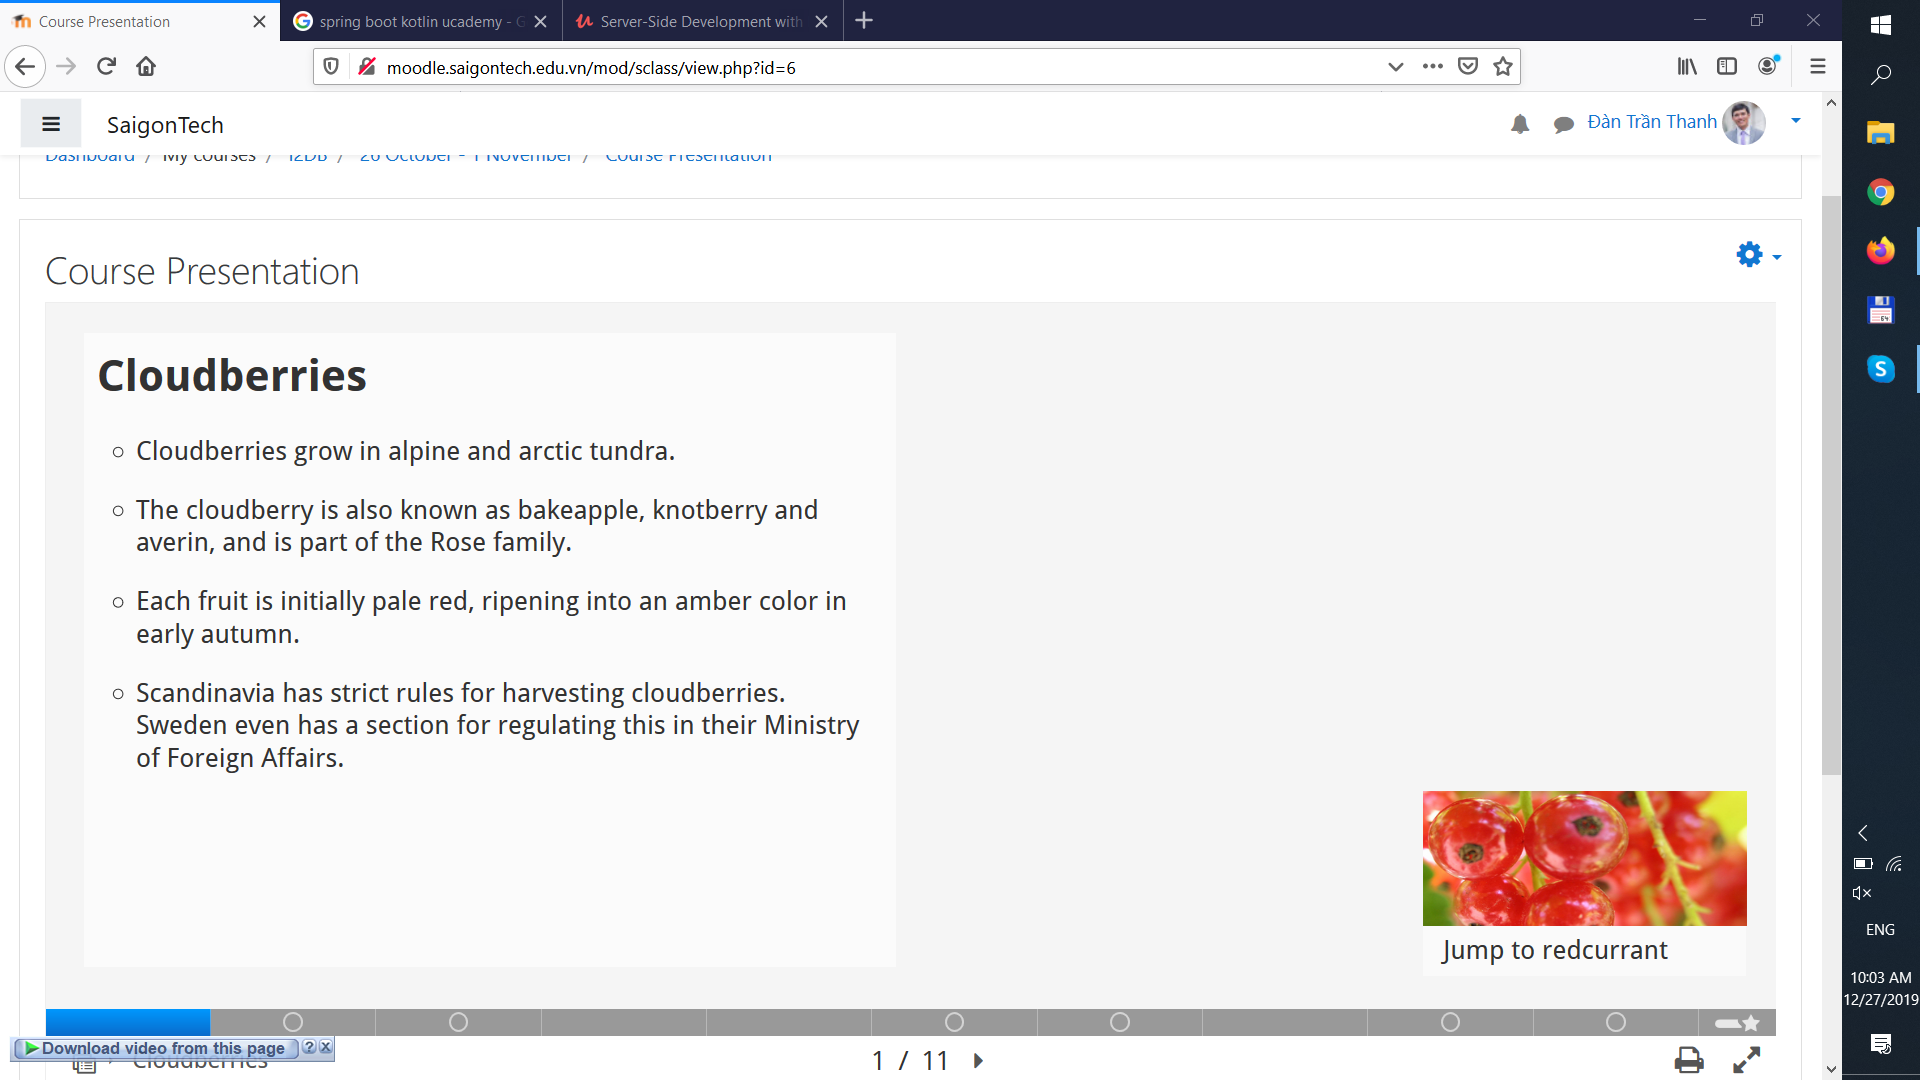 Course Presentation
spring boot kotlin ucademy - G
Server-Side Development with
moodle.saigontech.edu.vn/mod/sclass/view.php?id=6
SaigonTech
Đàn Trần Thanh
Dashboard / My courses / I2DB / 26 October - 1 November / Course Presentation
Course Presentation
Cloudberries
Cloudberries grow in alpine and arctic tundra.
The cloudberry is also known as bakeapple, knotberry and
averin, and is part of the Rose family.
Each fruit is initially pale red, ripening into an amber color in
early autumn.
Scandinavia has strict rules for harvesting cloudberries.
Sweden even has a section for regulating this in their Ministry
of Foreign Affairs.
Jump to redcurrant
Download video from this page
Cloudberries
1 / 11
64
S
ENG
10:03 AM
12/27/2019